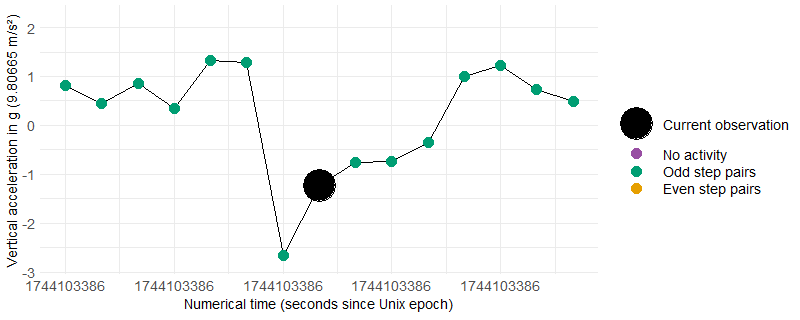 Vertical acceleration in g (9.80665 m/s²)
2
1
0
-1
-2
-3
1744103386 1744103386 1744103386 1744103386 1744103386
Numerical time (seconds since Unix epoch)
Current observation
No activity
Odd step pairs
Even step pairs